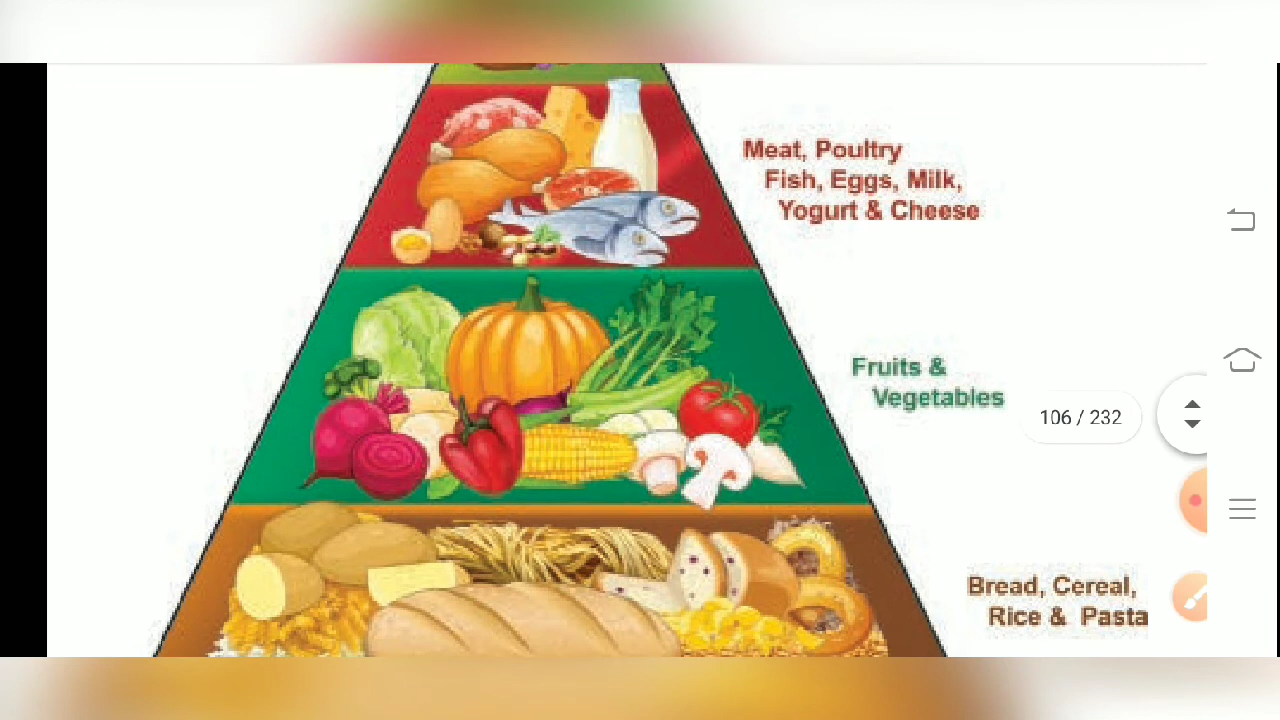 Meat, Poultry
Fish, Eggs, Milk,
Yogurt & Cheese
Fruits &
Vegetables
106 / 232
Bread, Cereal,
Rice & Pasta